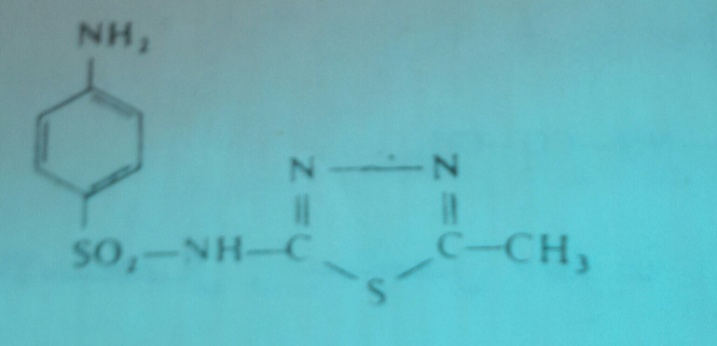 NH₂
N N
SO₂ NH C C CH₃
S